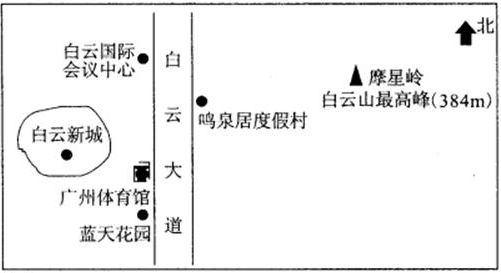 北
白云国际
会议中心
白
云
大
道
摩星岭
白云山最高峰(384m)
鸣泉居度假村
白云新城
广州体育馆
蓝天花园